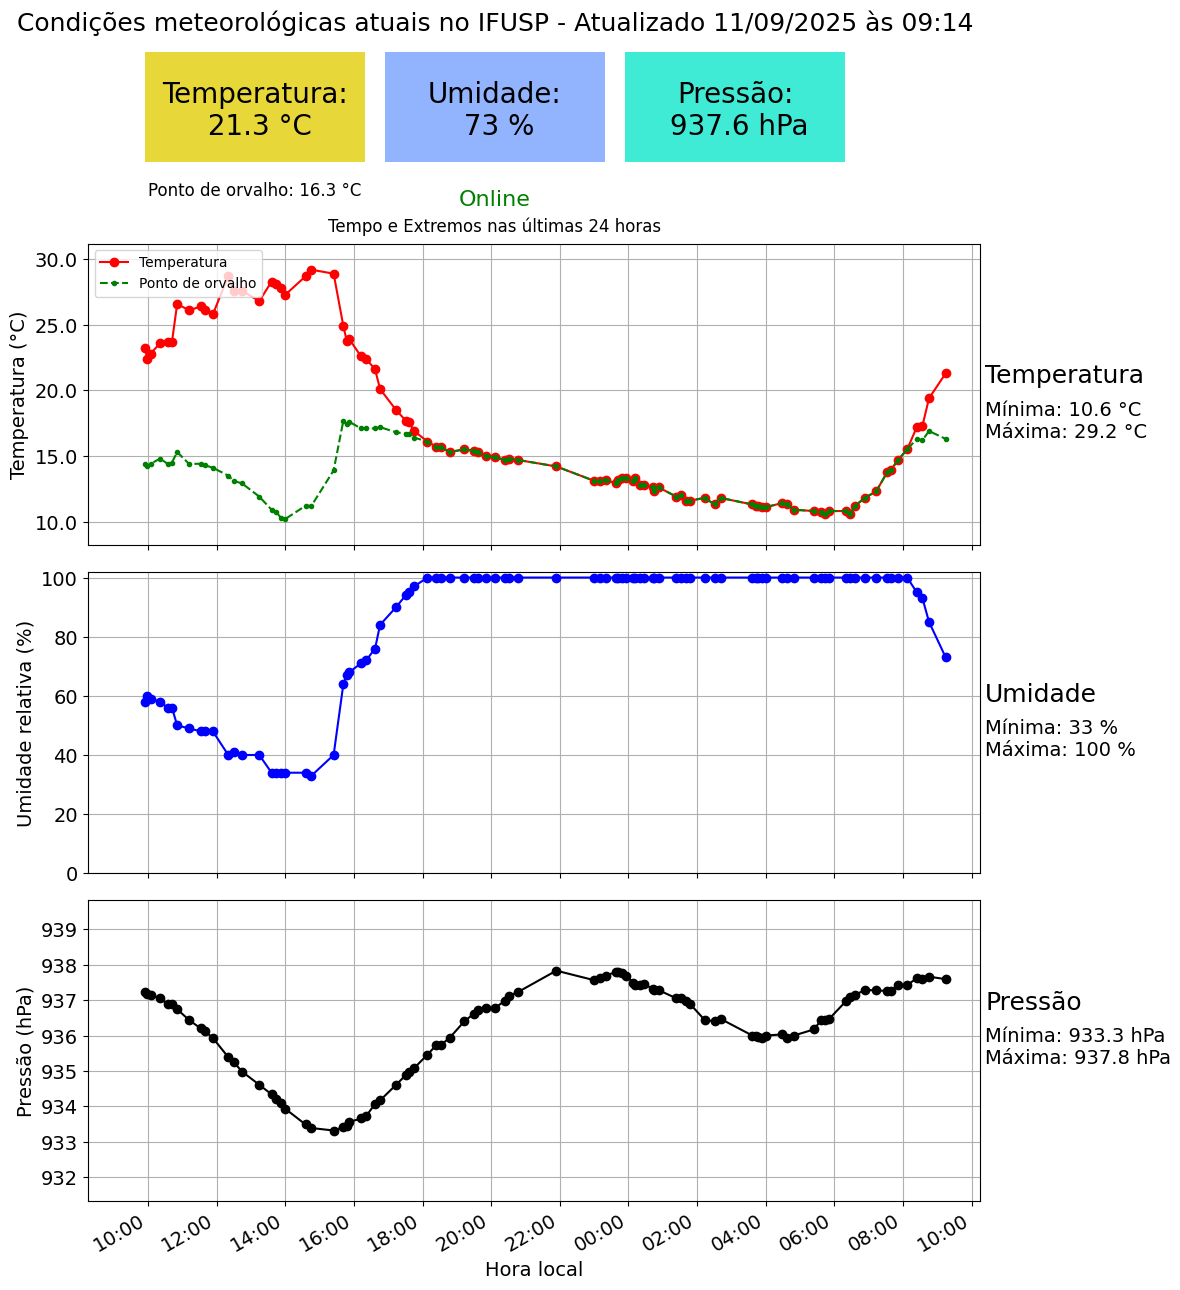 Condições meteorológicas atuais no IFUSP - Atualizado 11/09/2025 às 09:14
Temperatura:
21.3 °C
Umidade:
73 %
Pressão:
937.6 hPa
Ponto de orvalho: 16.3 °C
Online
Tempo e Extremos nas últimas 24 horas
Temperatura
Ponto de orvalho
Temperatura (°C)
30.0
25.0
20.0
15.0
10.0
Temperatura
Mínima: 10.6 °C
Máxima: 29.2 °C
Umidade relativa (%)
100
80
60
40
20
0
Umidade
Mínima: 33 %
Máxima: 100 %
Pressão (hPa)
939
938
937
936
935
934
933
932
Pressão
Mínima: 933.3 hPa
Máxima: 937.8 hPa
10:00
12:00
14:00
16:00
18:00
20:00
22:00
00:00
02:00
04:00
06:00
08:00
10:00
Hora local